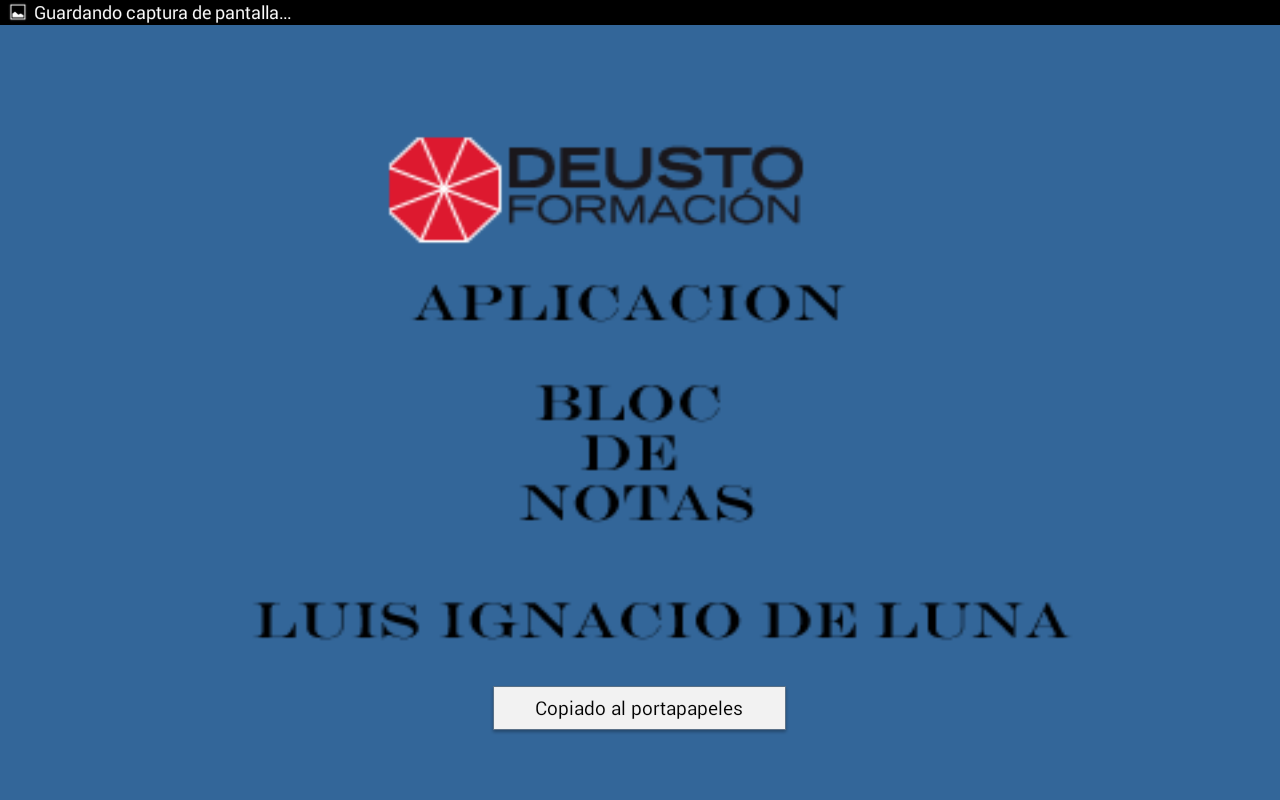 Guardando captura de pantalla...
DEUSTO
FORMACIÓN
APLICACION
BLOC
DE
NOTAS
LUIS IGNACIO DE LUNA
Copiado al portapapeles